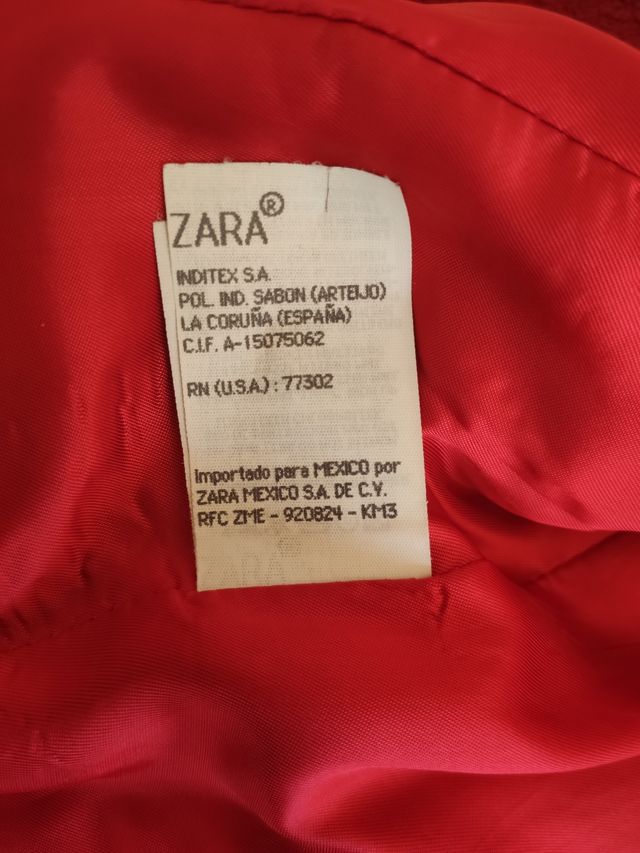 ZARA®
INDITEX S.A.
POL. IND. SABON (ARTEIJO)
LA CORUÑA (ESPAÑA)
C.I.F. A-15075062
RN (U.S.A.) : 77302
Importado para MEXICO por
ZARA MEXICO S.A. DE C.V.
RFC ZME - 920824 - KM3